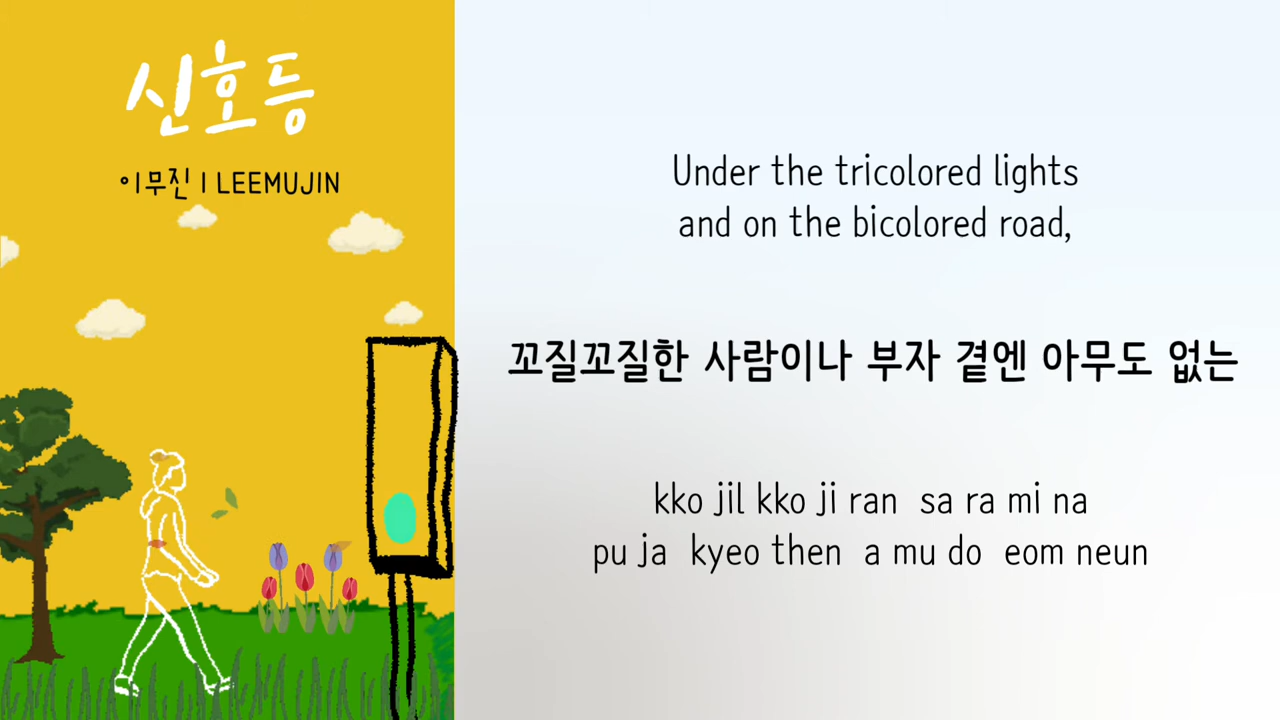 신호등
이무진 I LEEMUJIN
Under the tricolored lights
and on the bicolored road,
꼬질꼬질한 사람이나 부자 곁엔 아무도 없는
kko jil kko ji ran sa ra mi na
pu ja kyeo then a mu do eom neun